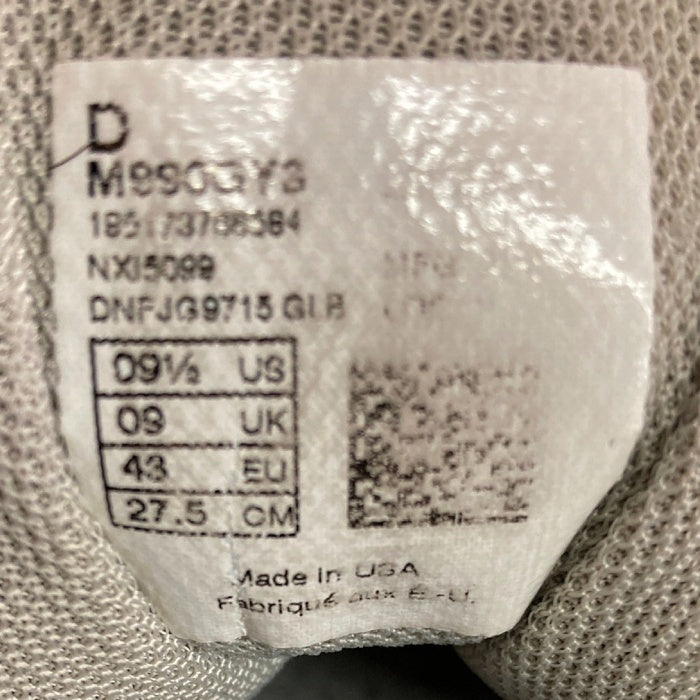 D
M990GY3
NXI5099
DNFJG9715 GLB
MFG
09½ US
09 UK
43 EU
27.5 CM
Made in USA
Fabriqué aux É.-U.